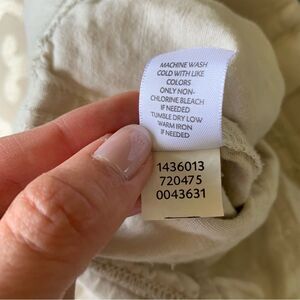 MACHINE WASH
COLD WITH LIKE
COLORS
ONLY NON-
CHLORINE BLEACH
IF NEEDED
TUMBLE DRY LOW
WARM IRON
IF NEEDED
1436013
720475
0043631